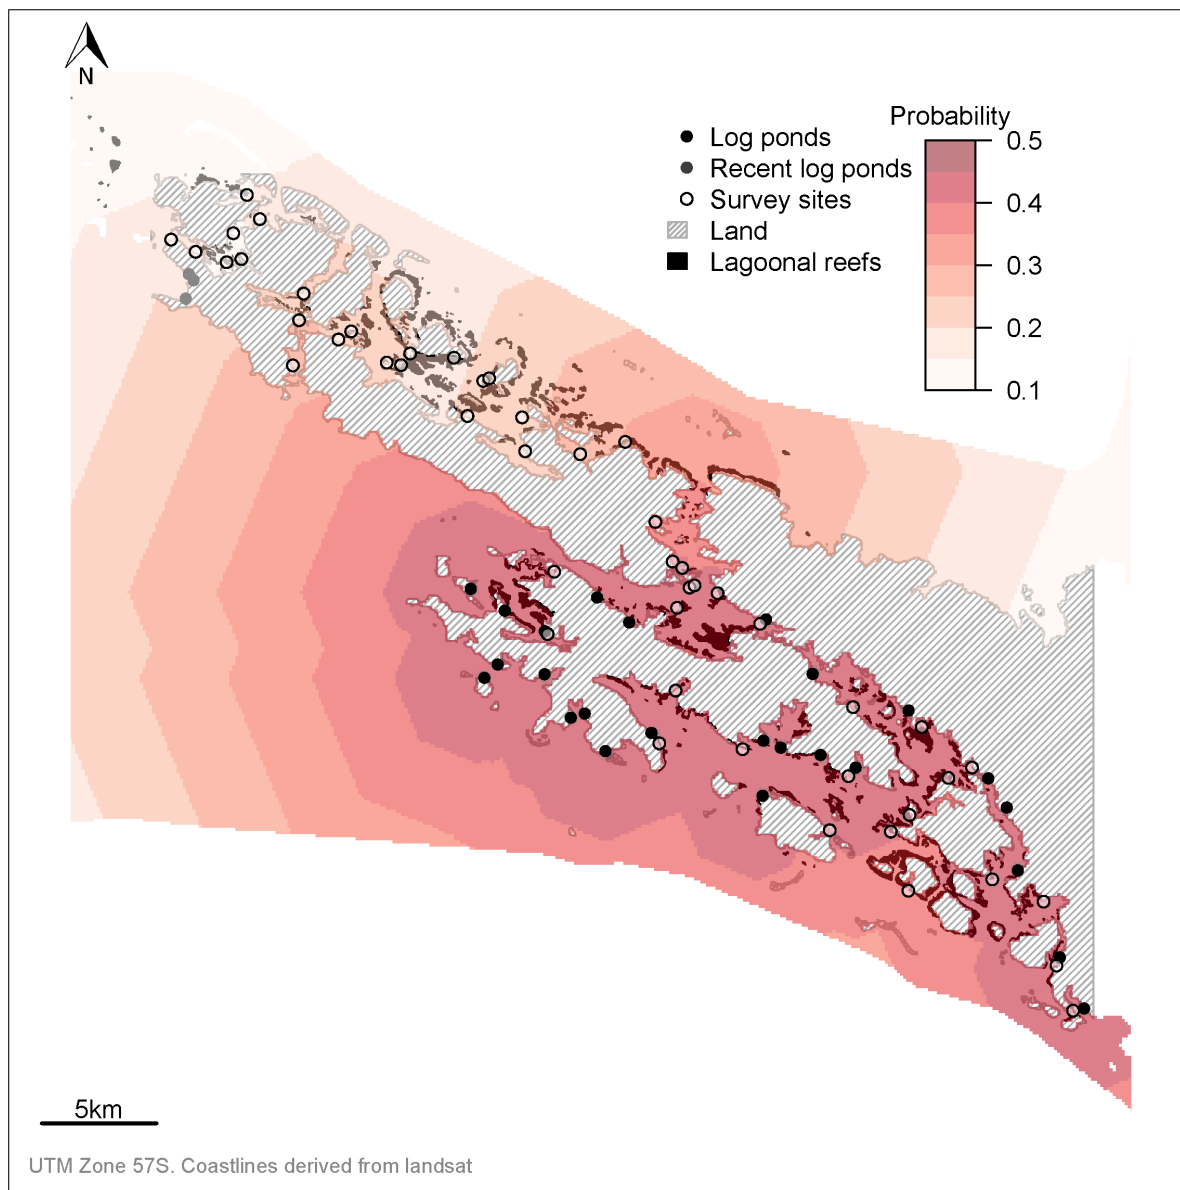 N
Log ponds
Recent log ponds
Survey sites
Land
Lagoonal reefs
Probability
0.5
0.4
0.3
0.2
0.1
5km
UTM Zone 57S. Coastlines derived from landsat